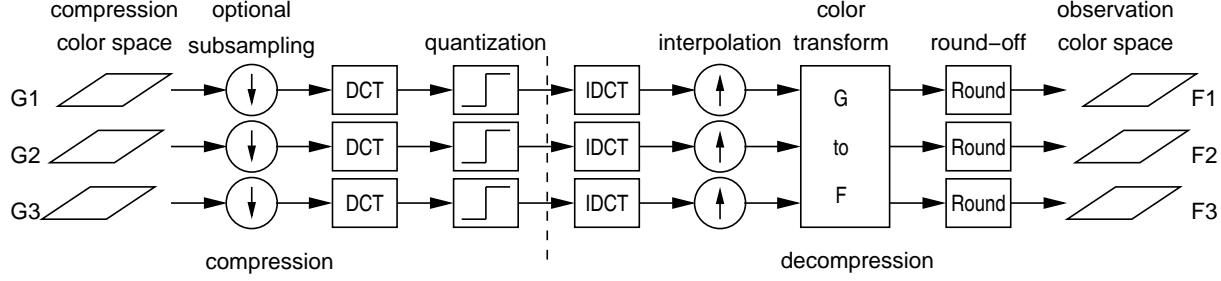 compression optional color observation
color space subsampling quantization interpolation transform round−off color space
G1 DCT IDCT G Round F1
G2 DCT IDCT to Round F2
G3 DCT IDCT F Round F3
compression decompression